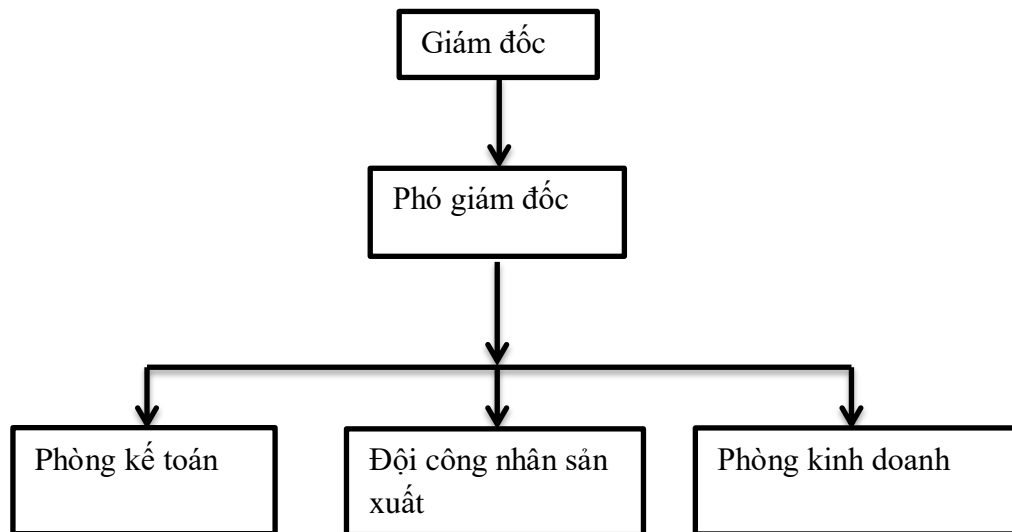 Giám đốc
Phó giám đốc
Phòng kế toán
Đội công nhân sản
xuất
Phòng kinh doanh